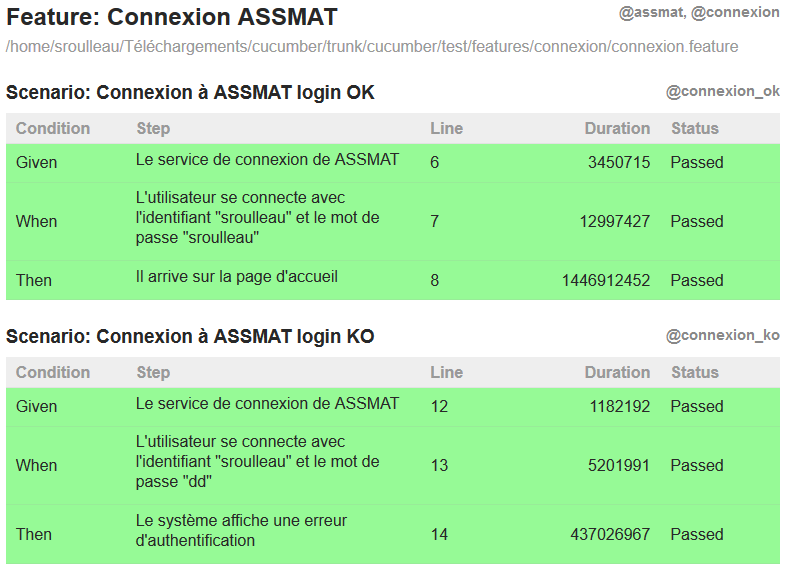 Feature: Connexion ASSMAT
@assmat, @connexion
/home/sroulleau/Téléchargements/cucumber/trunk/cucumber/test/features/connexion/connexion.feature
Scenario: Connexion à ASSMAT login OK
@connexion_ok
Condition Step Line Duration Status
Given Le service de connexion de ASSMAT 6 3450715 Passed
L'utilisateur se connecte avec
When l'identifiant "sroulleau" et le mot de 7 12997427 Passed
passe "sroulleau"
Then Il arrive sur la page d'accueil 8 1446912452 Passed
Scenario: Connexion à ASSMAT login KO
@connexion_ko
Condition Step Line Duration Status
Given Le service de connexion de ASSMAT 12 1182192 Passed
L'utilisateur se connecte avec
When l'identifiant "sroulleau" et le mot de 13 5201991 Passed
passe "dd"
Le système affiche une erreur
Then d'authentification 14 437026967 Passed